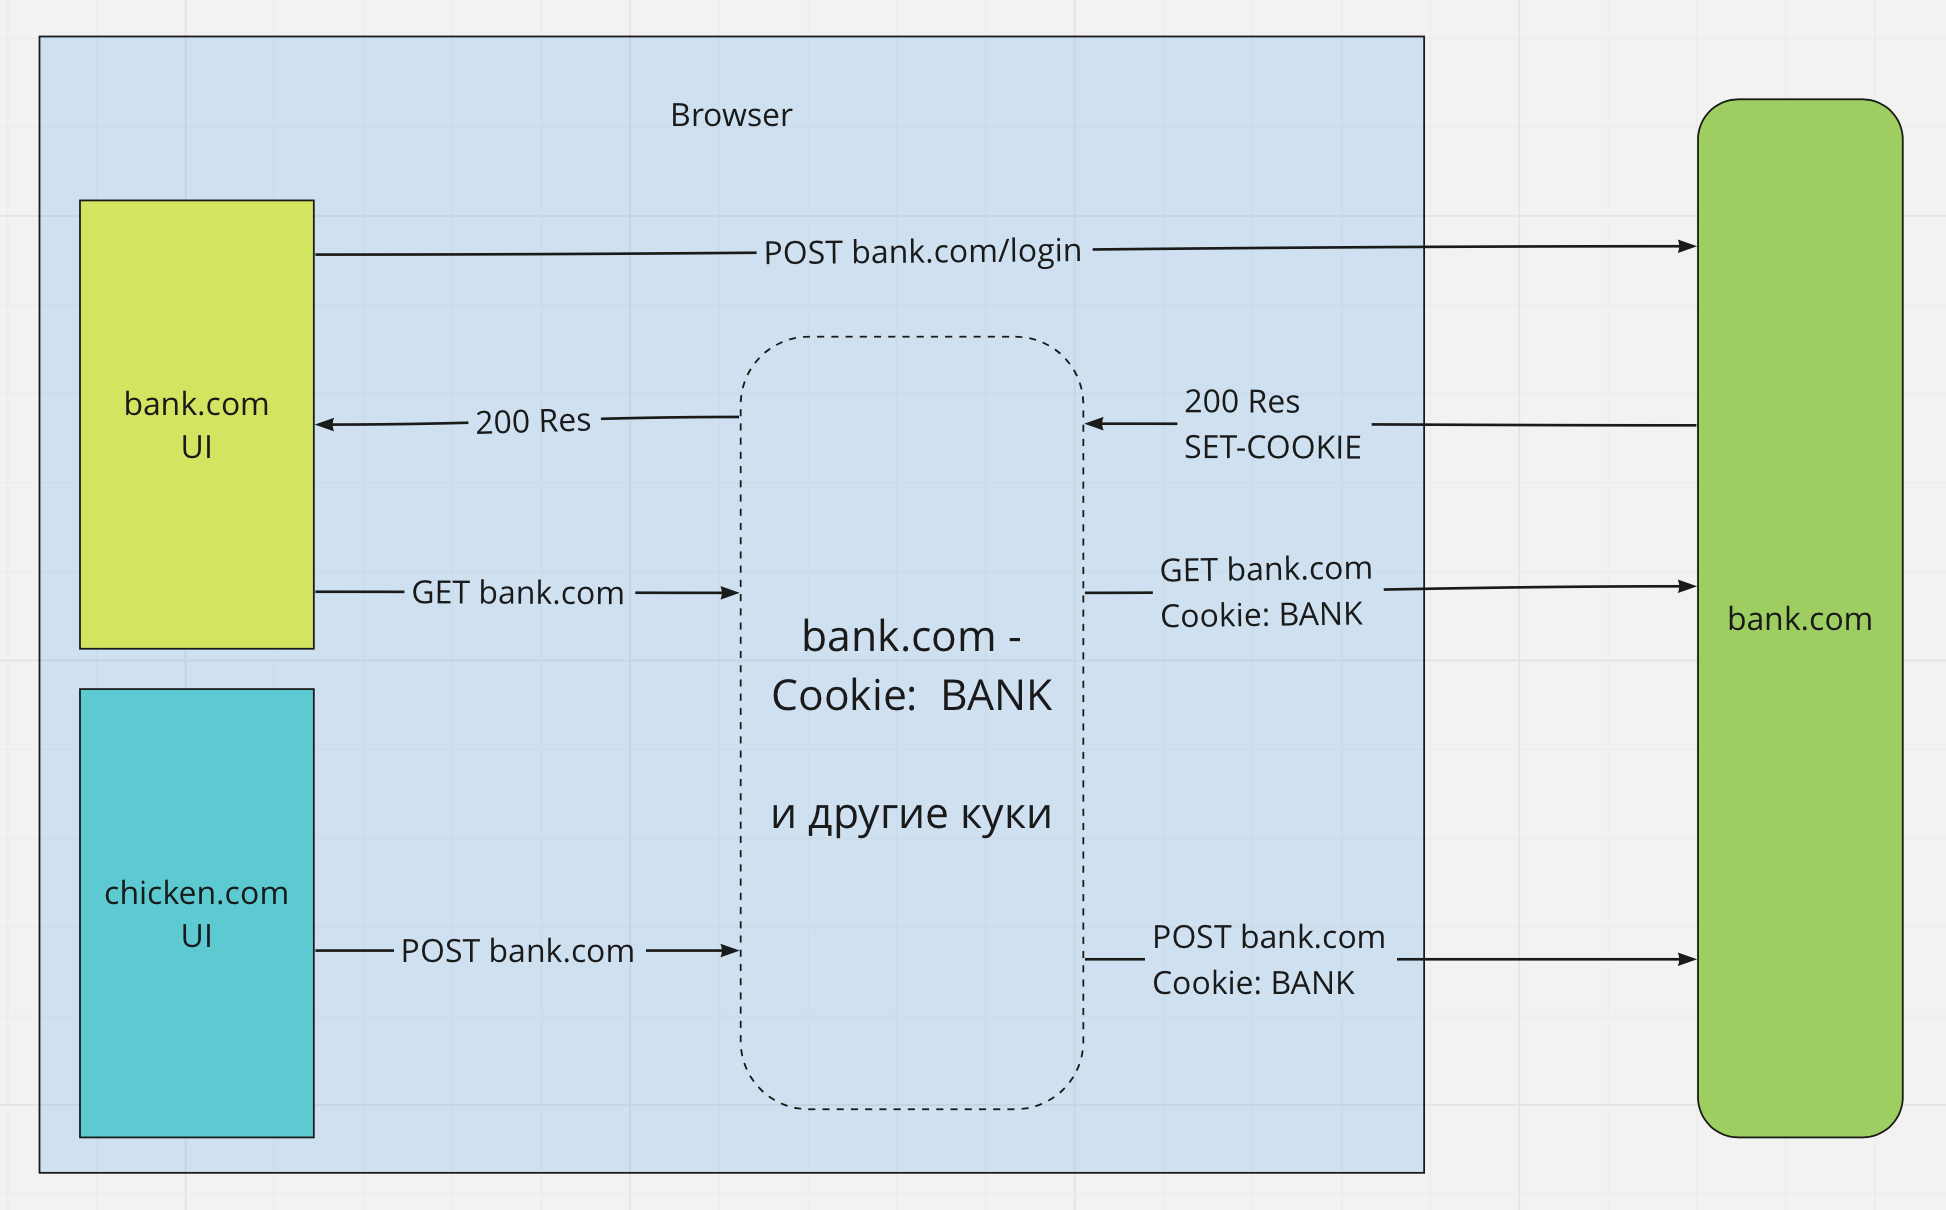 Browser
POST bank.com/login
bank.com
UI
200 Res
200 Res
SET-COOKIE
GET bank.com
GET bank.com
Cookie: BANK
bank.com -
Cookie:  BANK
и другие куки
bank.com
chicken.com
UI
POST bank.com
POST bank.com
Cookie: BANK